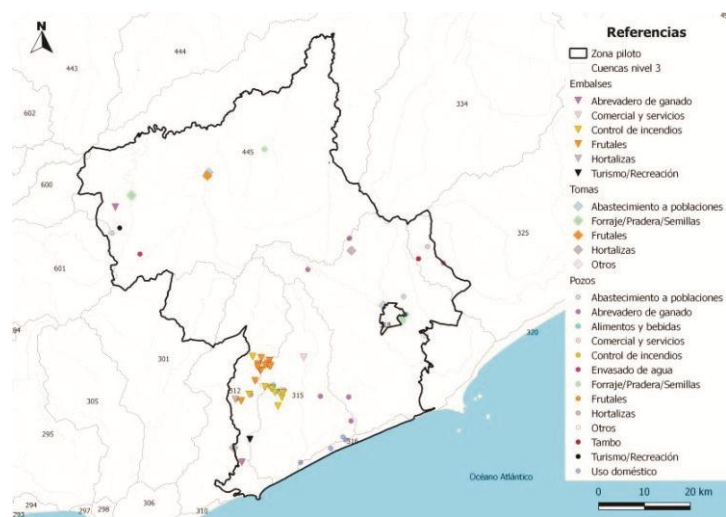 N
Referencias
Zona piloto
Cuencas nivel 3
Embalses
Abrevadero de ganado
Comercial y servicios
Control de incendios
Frutales
Hortalizas
Turismo/Recreación
Tomas
Abastecimiento a poblaciones
Forraje/Pradera/Semillas
Frutales
Hortalizas
Otros
Pozos
Abastecimiento a poblaciones
Abrevadero de ganado
Alimentos y bebidas
Comercial y servicios
Control de incendios
Envasado de agua
Forraje/Pradera/Semillas
Frutales
Hortalizas
Otros
Tambo
Turismo/Recreación
Uso doméstico
0 10 20 km
444
443
602
334
445
600
325
601
320
301
312
315
305
295
316
306
294
297
298
310
293
Océano Atlántico